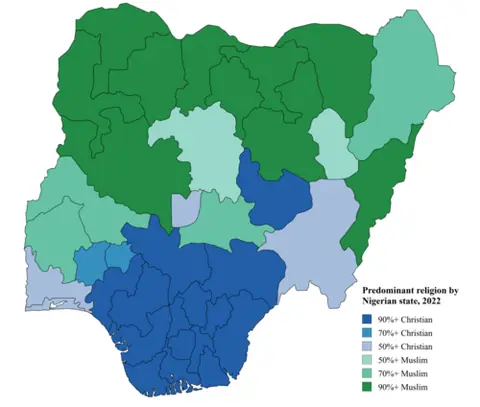 Predominant religion by
Nigerian state, 2022
90%+ Christian
70%+ Christian
50%+ Christian
50%+ Muslim
70%+ Muslim
90%+ Muslim